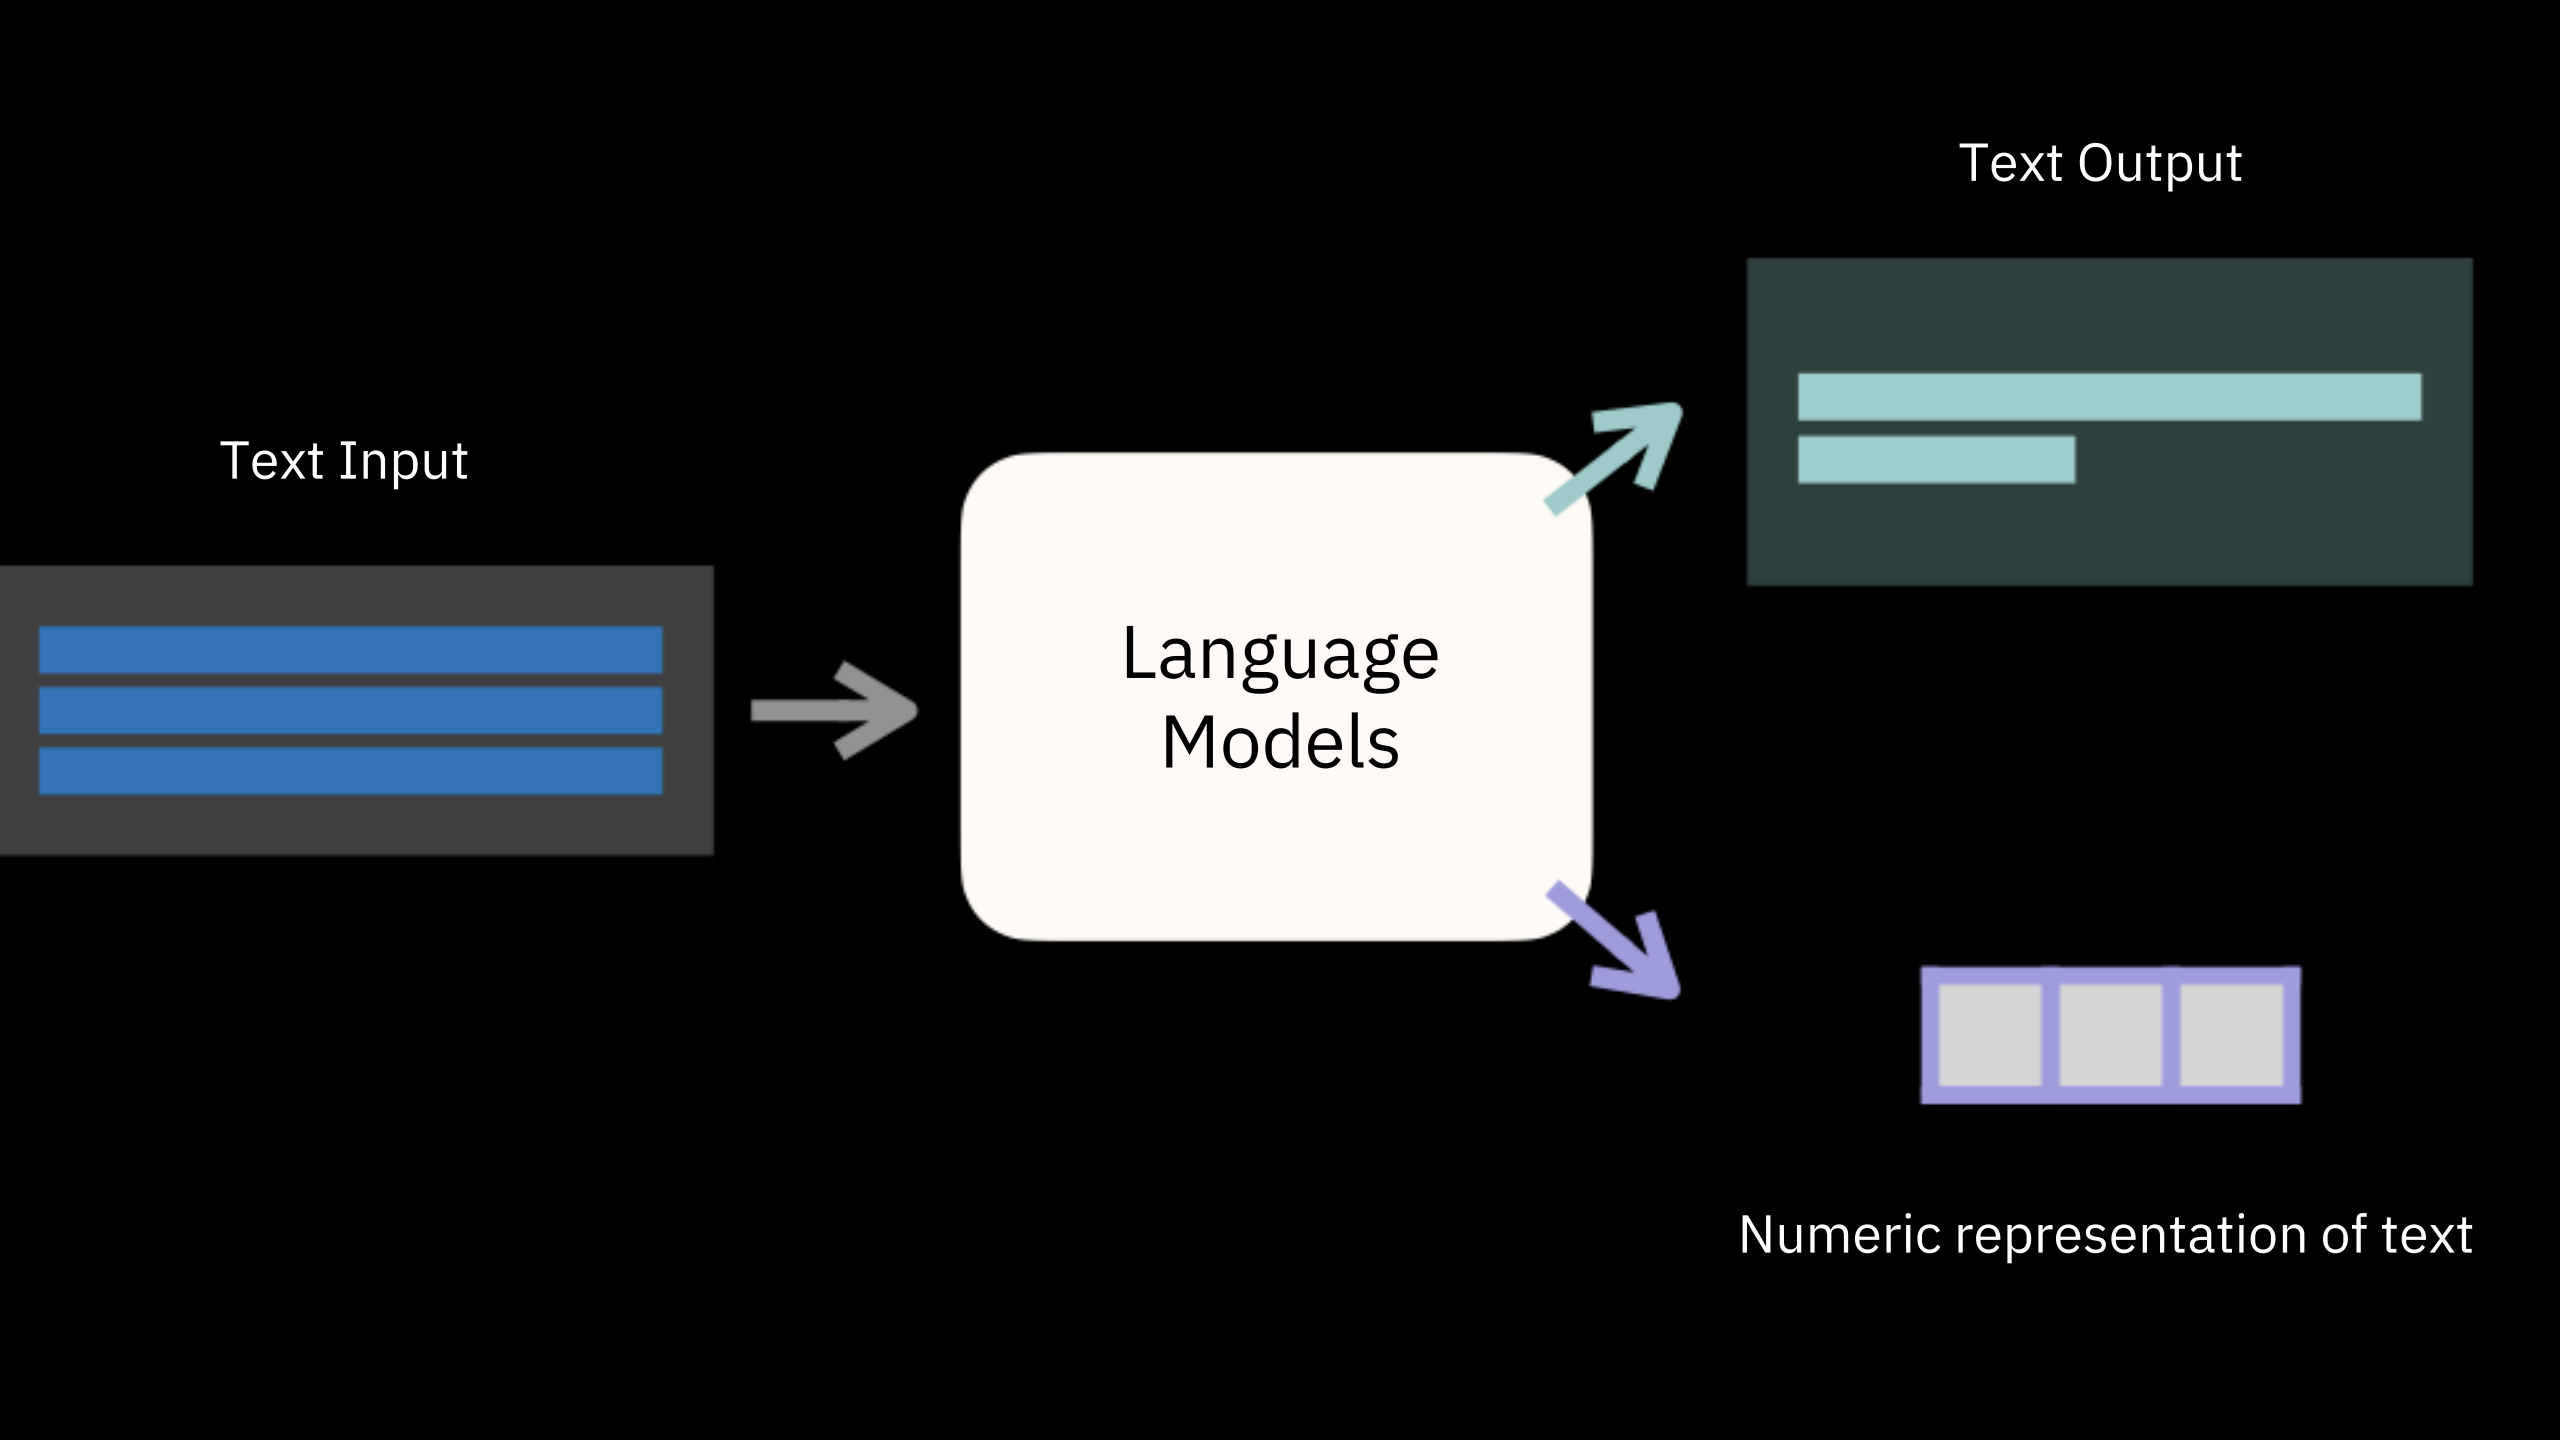 Text Input
Language
Models
Text Output
Numeric representation of text